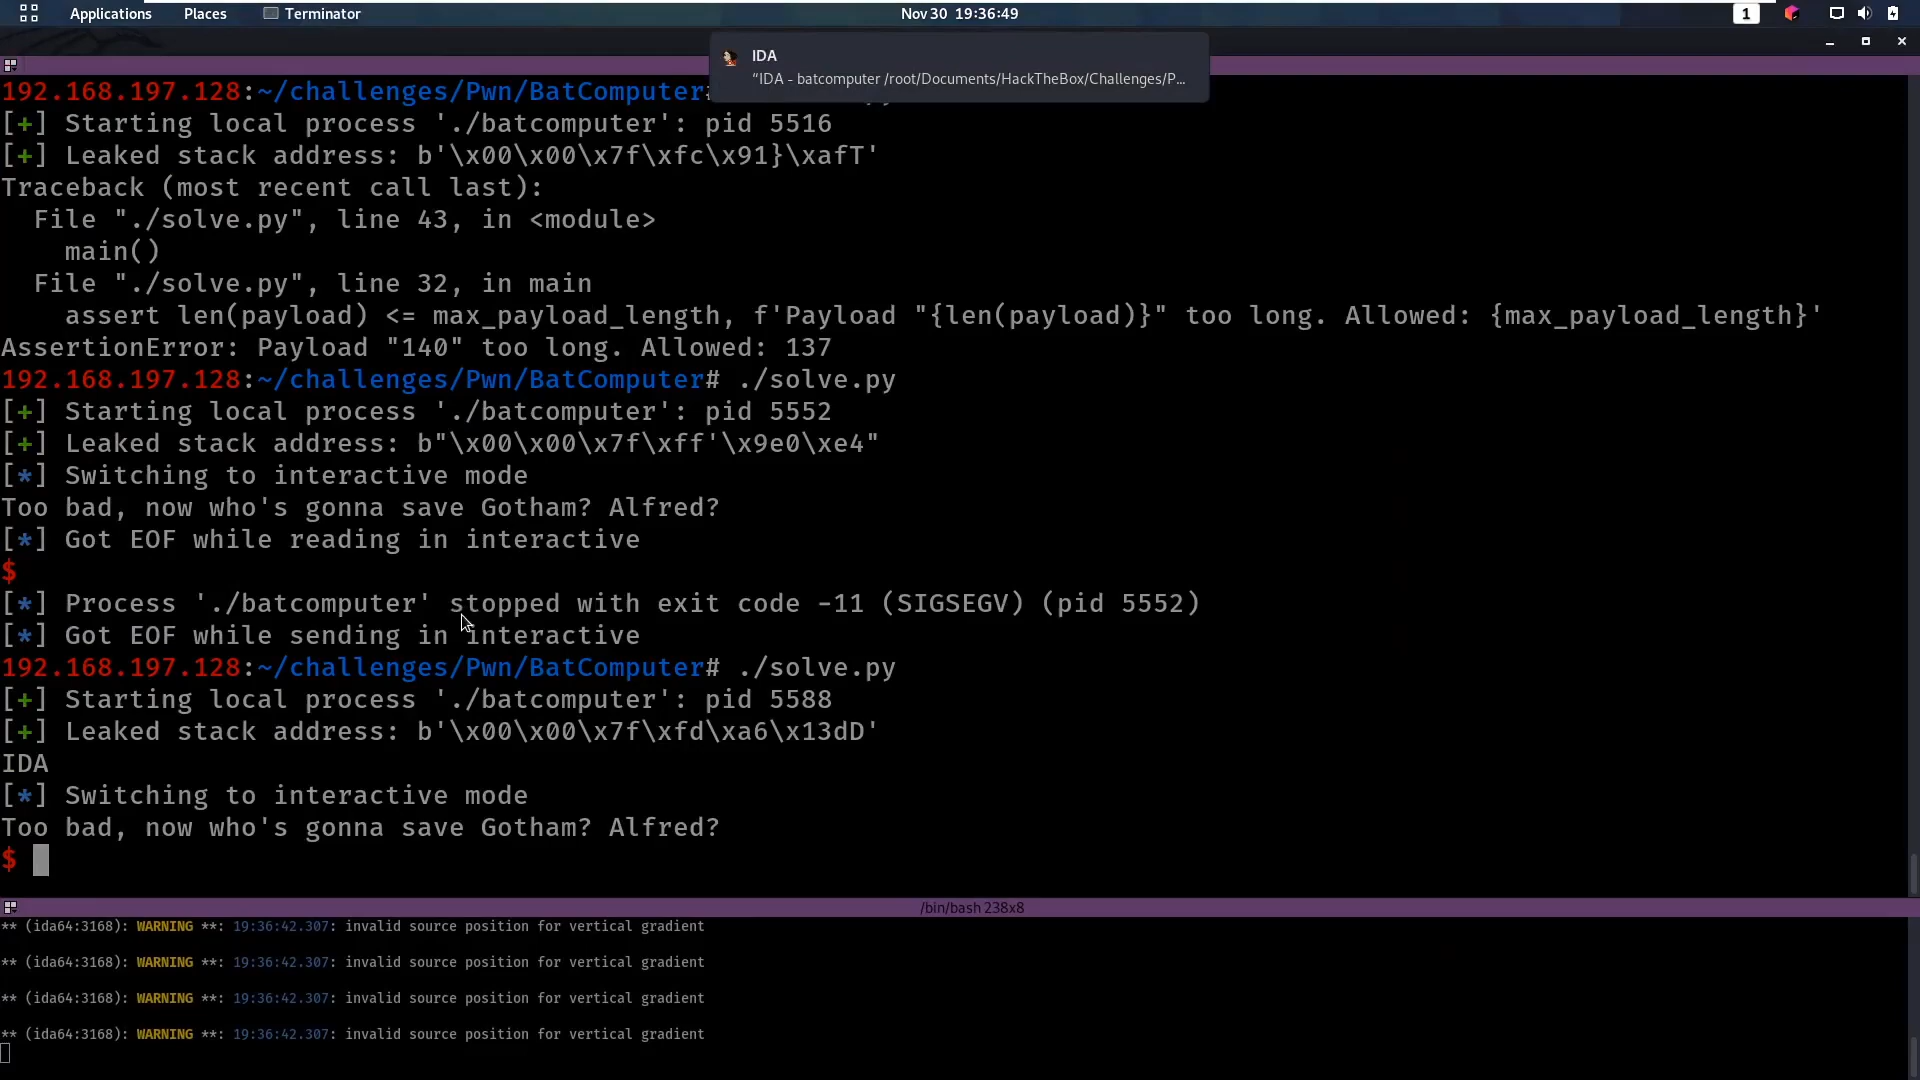 Applications Places Terminator Nov 30 19:36:49 1
IDA
"IDA - batcomputer /root/Documents/HackTheBox/Challenges/P...
192.168.197.128:~/challenges/Pwn/BatComputer
[+] Starting local process './batcomputer': pid 5516
[+] Leaked stack address: b'\x00\x00\x7f\xfc\x91}\xafT'
Traceback (most recent call last):
  File "./solve.py", line 43, in <module>
    main()
  File "./solve.py", line 32, in main
    assert len(payload) <= max_payload_length, f'Payload "{len(payload)}" too long. Allowed: {max_payload_length}'
AssertionError: Payload "140" too long. Allowed: 137
192.168.197.128:~/challenges/Pwn/BatComputer# ./solve.py
[+] Starting local process './batcomputer': pid 5552
[+] Leaked stack address: b"\x00\x00\x7f\xff'\x9e0\xe4"
[*] Switching to interactive mode
Too bad, now who's gonna save Gotham? Alfred?
[*] Got EOF while reading in interactive
$
[*] Process './batcomputer' stopped with exit code -11 (SIGSEGV) (pid 5552)
[*] Got EOF while sending in interactive
192.168.197.128:~/challenges/Pwn/BatComputer# ./solve.py
[+] Starting local process './batcomputer': pid 5588
[+] Leaked stack address: b'\x00\x00\x7f\xfd\xa6\x13dD'
IDA
[*] Switching to interactive mode
Too bad, now who's gonna save Gotham? Alfred?
$
/bin/bash 238x8
** (ida64:3168): WARNING **: 19:36:42.307: invalid source position for vertical gradient
** (ida64:3168): WARNING **: 19:36:42.307: invalid source position for vertical gradient
** (ida64:3168): WARNING **: 19:36:42.307: invalid source position for vertical gradient
** (ida64:3168): WARNING **: 19:36:42.307: invalid source position for vertical gradient